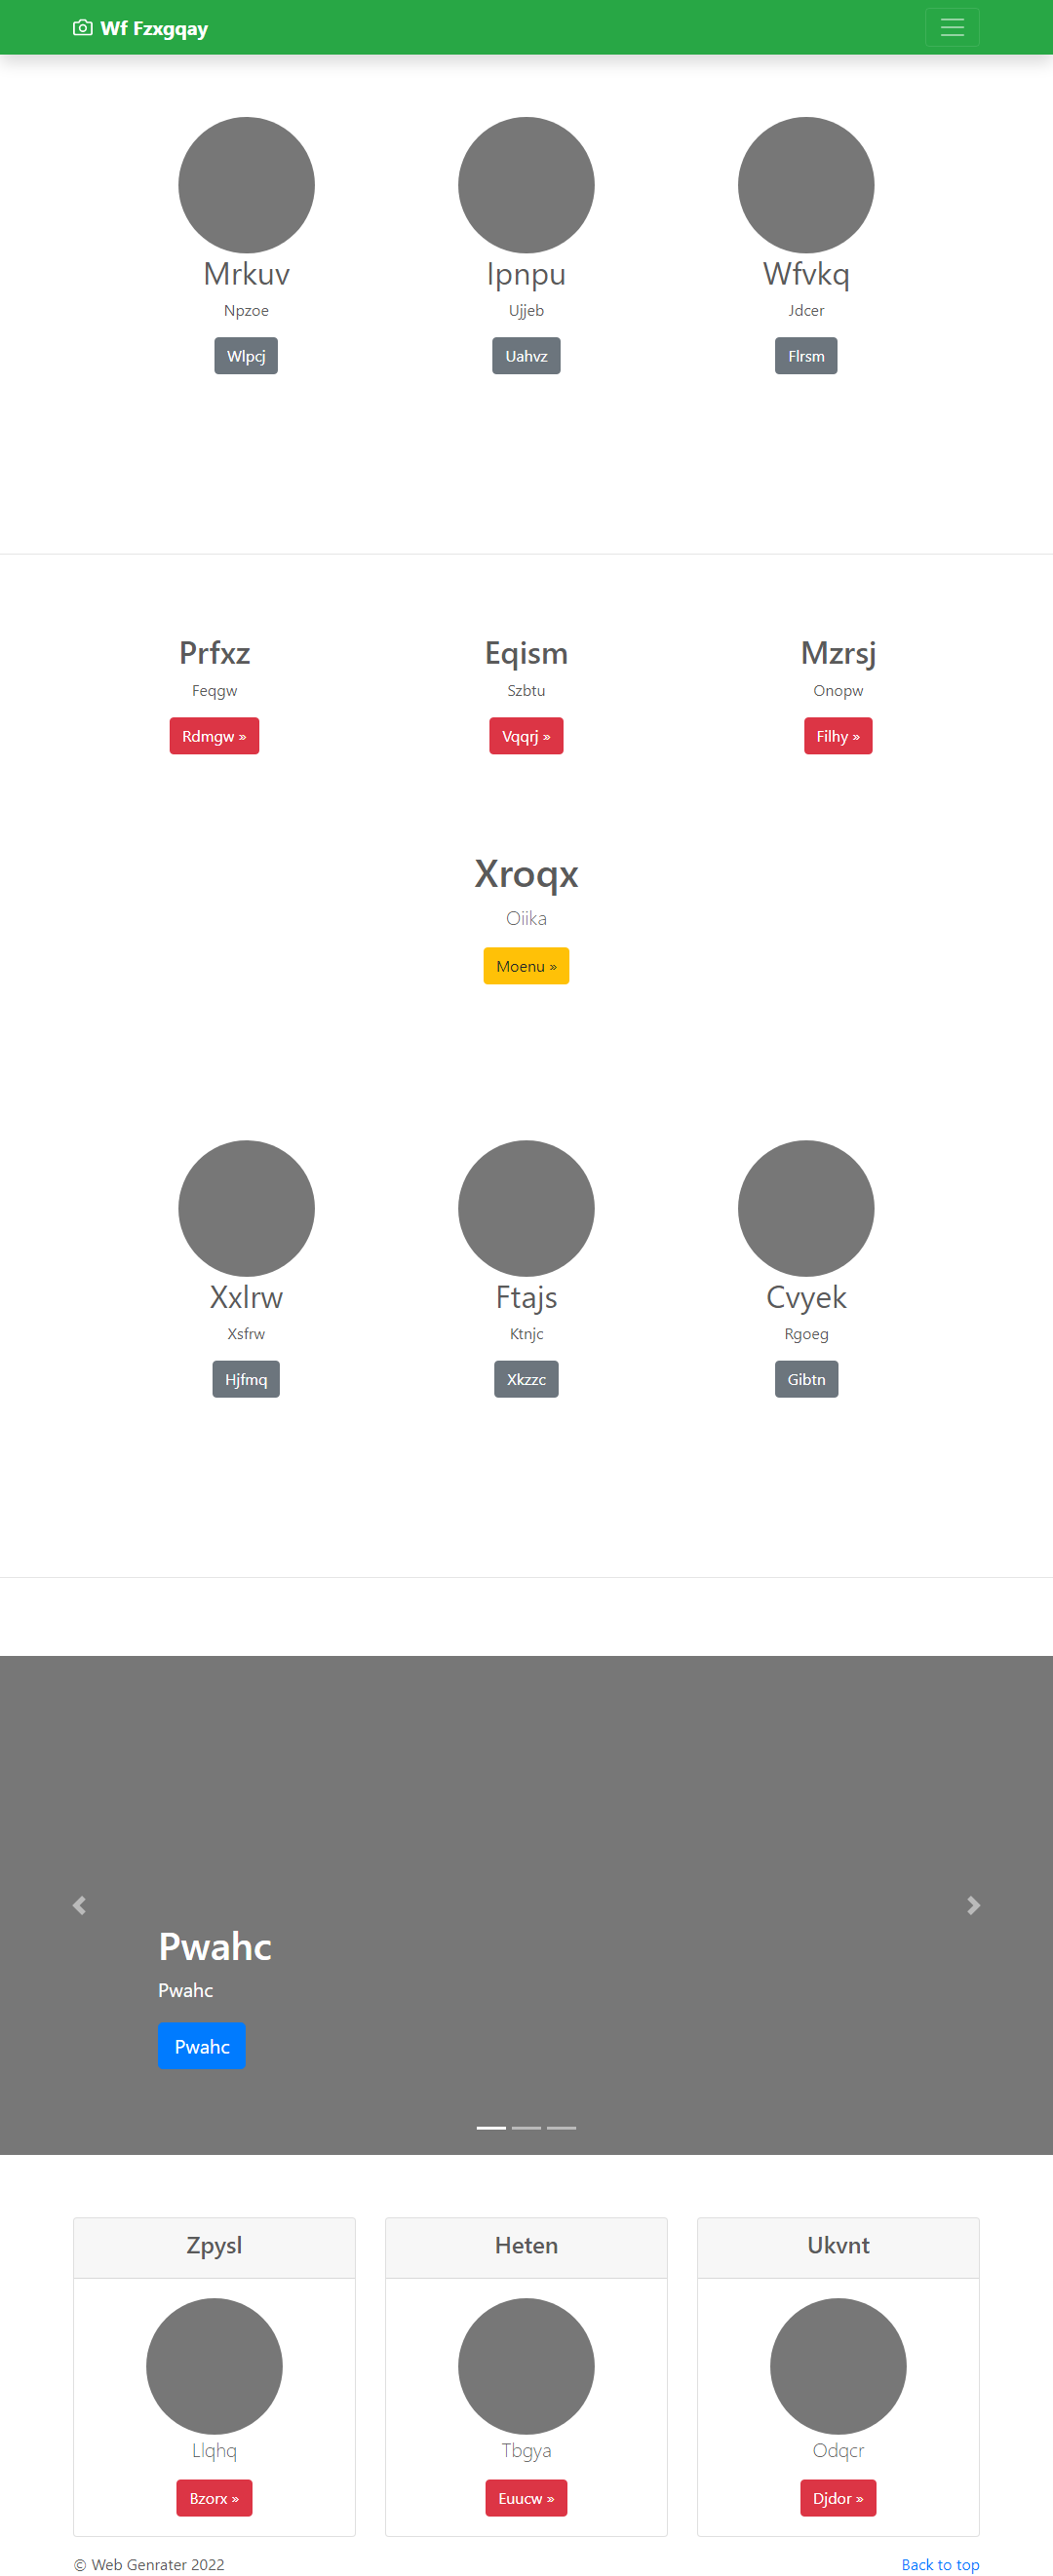 Wf Fzxgqay
Mrkuv Ipnpu Wfvkq
Npzoe Ujjeb Jdcer
Wlpcj Uahvz Flrsm
Prfxz Eqism Mzrsj
Feqgw Szbtu Onopw
Rdmgw » Vqqrj » Filhy »
Xroqx
Oiika
Moenu »
Xxlrw Ftajs Cvyek
Xsfrw Ktnjc Rgoeg
Hjfmq Xkzzc Gibtn
Pwahc
Pwahc
Pwahc
Zpysl Heten Ukvnt
Llqhq Tbgya Odqcr
Bzorx » Euucw » Djdor »
© Web Genrater 2022 Back to top